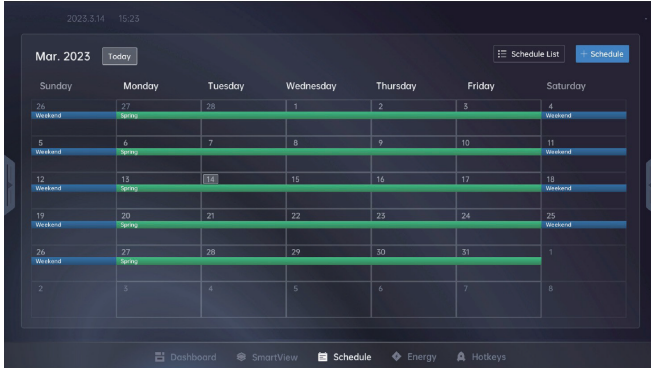 2023.3.14 15:23
Mar. 2023 Today Schedule List + Schedule
Sunday Monday Tuesday Wednesday Thursday Friday Saturday
26 27 28 1 2 3 4
Weekend Spring Weekend
5 6 7 8 9 10 11
Weekend Spring Weekend
12 13 14 15 16 17 18
Weekend Spring Weekend
19 20 21 22 23 24 25
Weekend Spring Weekend
26 27 28 29 30 31 1
Weekend Spring
2 3 4 5 6 7 8
Dashboard SmartView Schedule Energy Hotkeys